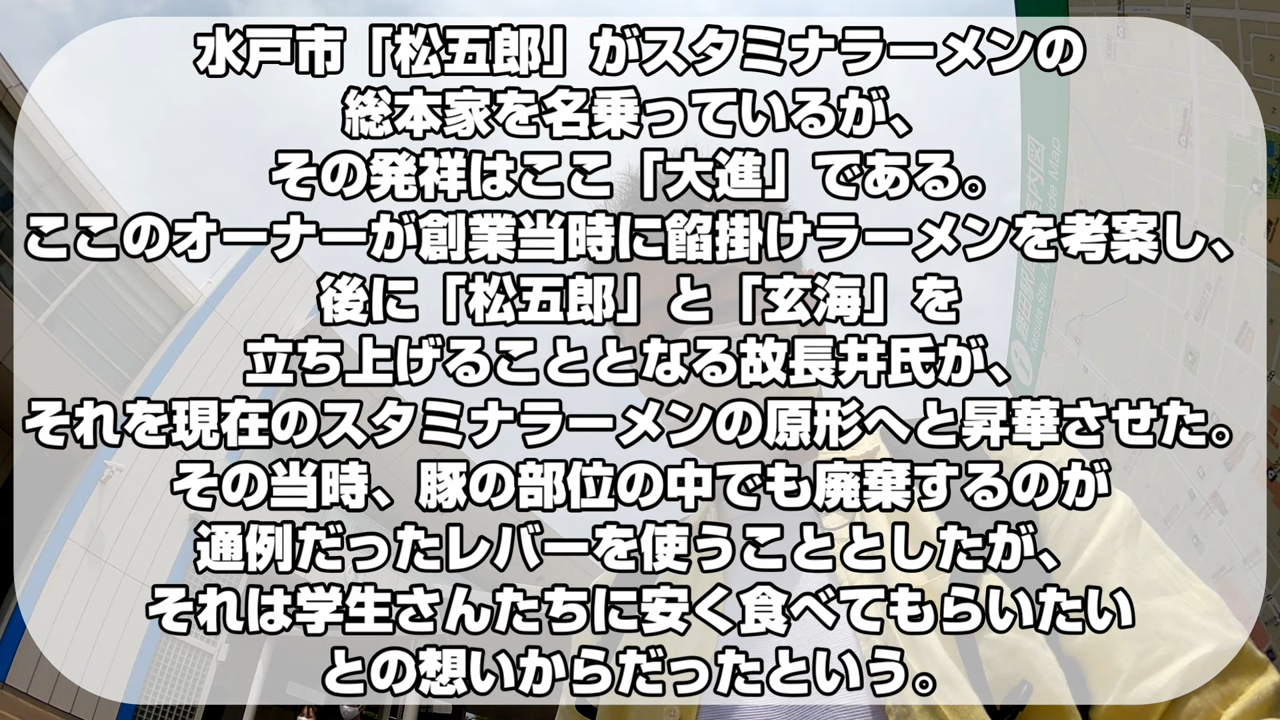 水戸市「松五郎」がスタミナラーメンの
総本家を名乗っているが、
その発祥はここ「大進」である。
ここのオーナーが創業当時に餡掛けラーメンを考案し、
後に「松五郎」と「玄海」を
立ち上げることとなる故長井氏が、
それを現在のスタミナラーメンの原形へと昇華させた。
その当時、豚の部位の中でも廃棄するのが
通例だったレバーを使うこととしたが、
それは学生さんたちに安く食べてもらいたい
との想いからだったという。